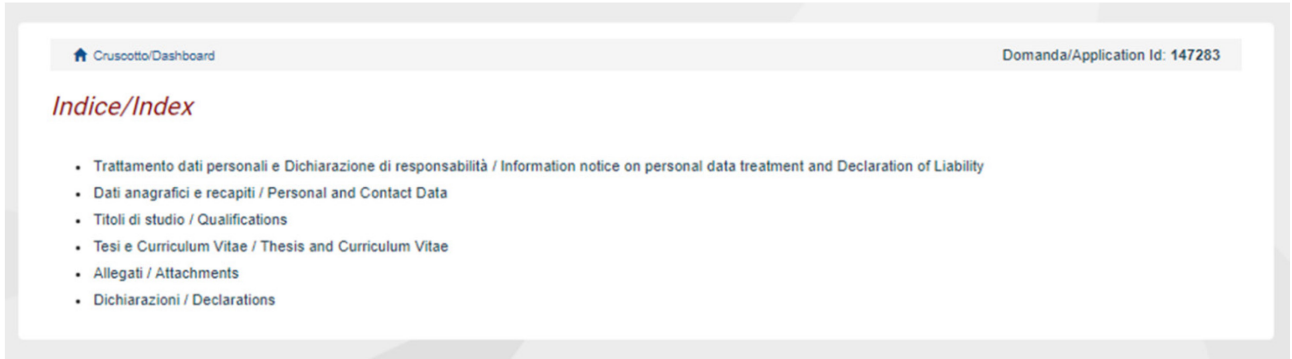 Cruscotto/Dashboard
Domanda/Application Id: 147283
Indice/Index
• Trattamento dati personali e Dichiarazione di responsabilità / Information notice on personal data treatment and Declaration of Liability
• Dati anagrafici e recapiti / Personal and Contact Data
• Titoli di studio / Qualifications
• Tesi e Curriculum Vitae / Thesis and Curriculum Vitae
• Allegati / Attachments
• Dichiarazioni / Declarations